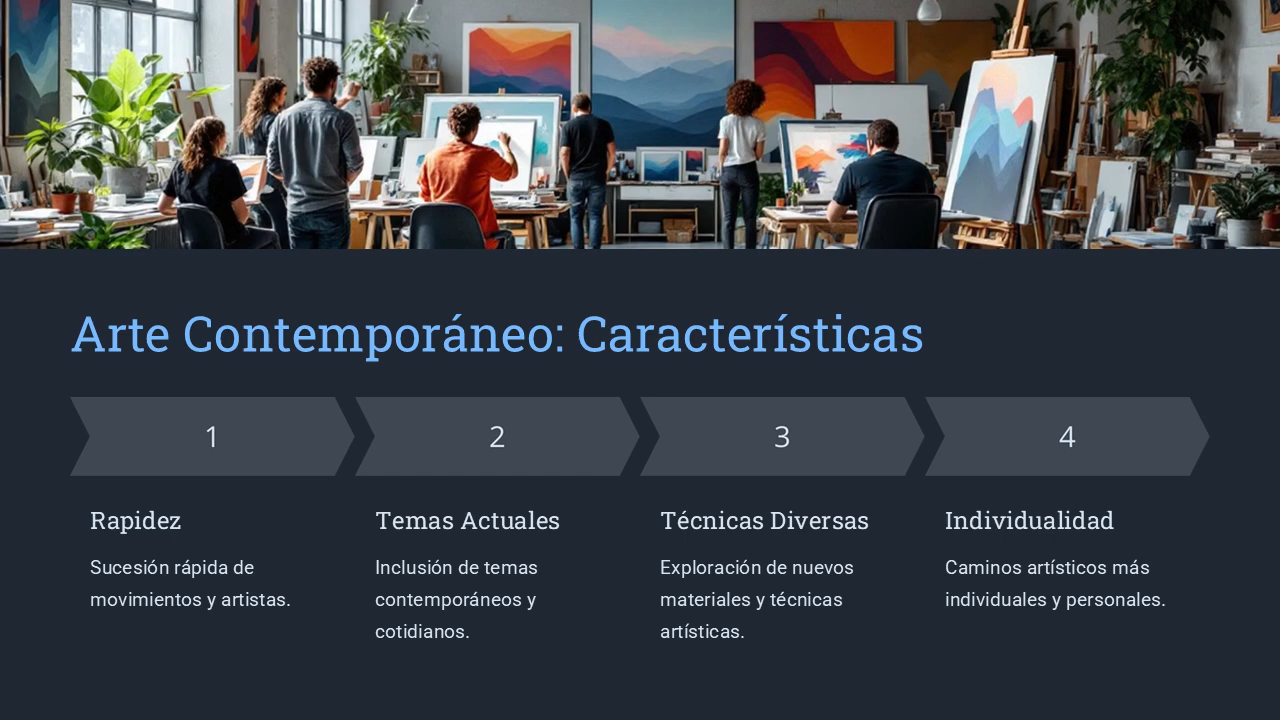 Arte Contemporáneo: Características
1
2
3
4
Rapidez
Sucesión rápida de
movimientos y artistas.
Temas Actuales
Inclusión de temas
contemporáneos y
cotidianos.
Técnicas Diversas
Exploración de nuevos
materiales y técnicas
artísticas.
Individualidad
Caminos artísticos más
individuales y personales.